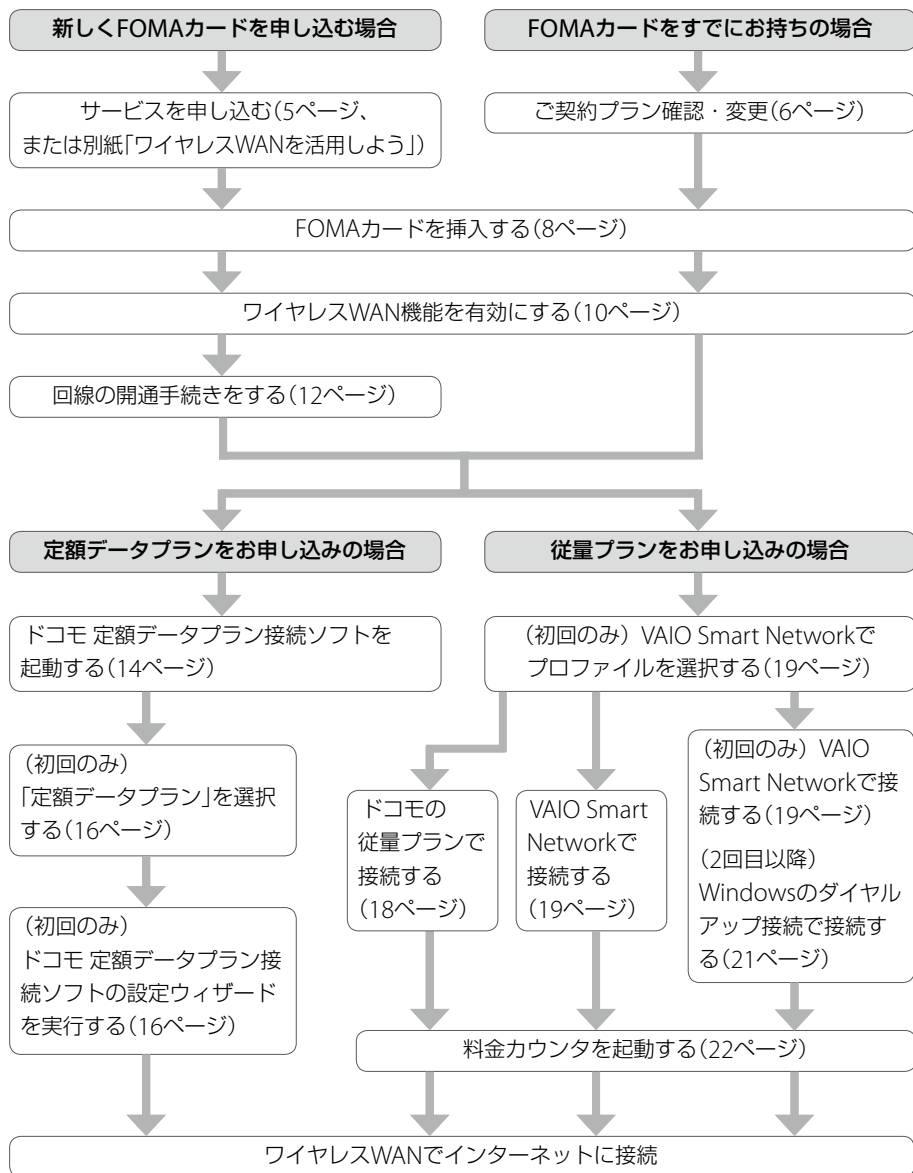 新しくFOMAカードを申し込む場合
FOMAカードをすでにお持ちの場合
サービスを申し込む（5ページ、
または別紙「ワイヤレスWANを活用しよう」）
ご契約プラン確認・変更（6ページ）
FOMAカードを挿入する（8ページ）
ワイヤレスWAN機能を有効にする（10ページ）
回線の開通手続きをする（12ページ）
定額データプランをお申し込みの場合
従量プランをお申し込みの場合
ドコモ 定額データプラン接続ソフトを
起動する（14ページ）
（初回のみ）
「定額データプラン」を選択
する（16ページ）
（初回のみ）
ドコモ 定額データプラン接
続ソフトの設定ウィザード
を実行する（16ページ）
（初回のみ）VAIO Smart Networkで
プロファイルを選択する（19ページ）
ドコモの
従量プランで
接続する
（18ページ）
VAIO Smart
Networkで
接続する
（19ページ）
（初回のみ）VAIO
Smart Networkで接
続する（19ページ）
（2回目以降）
Windowsのダイヤル
アップ接続で接続す
る（21ページ）
料金カウンタを起動する（22ページ）
ワイヤレスWANでインターネットに接続